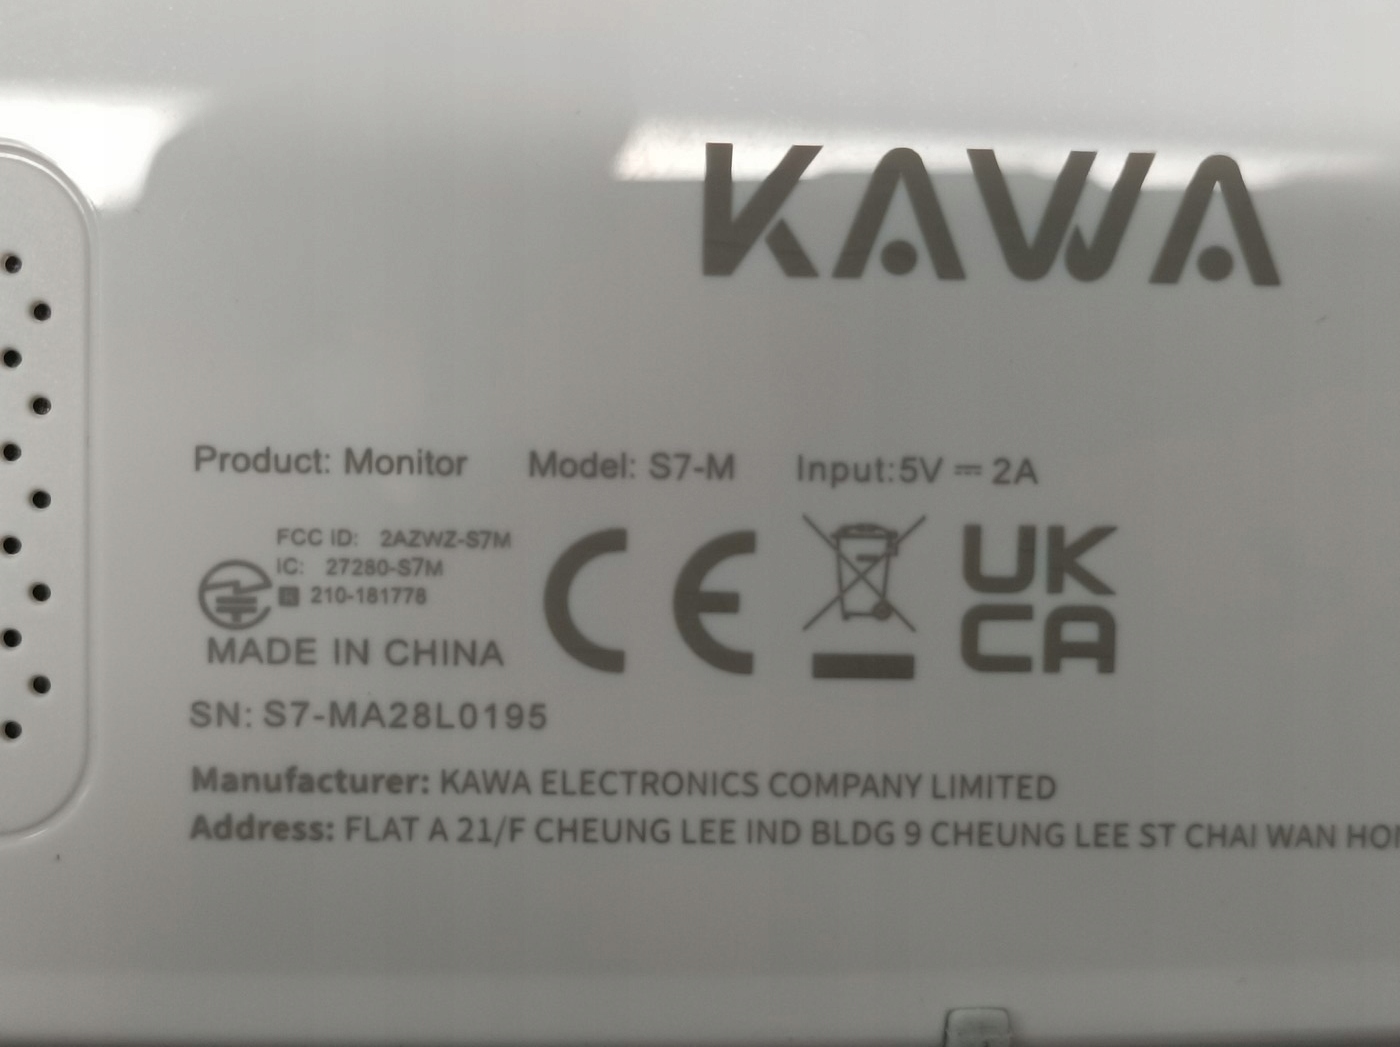 KAWA
Product: Monitor Model: S7-M Input:5V ⎓ 2A
FCC ID: 2AZWZ-S7M
IC: 27280-S7M
R 210-181778
MADE IN CHINA
CE
UK
CA
SN: S7-MA28L0195
Manufacturer: KAWA ELECTRONICS COMPANY LIMITED
Address: FLAT A 21/F CHEUNG LEE IND BLDG 9 CHEUNG LEE ST CHAI WAN